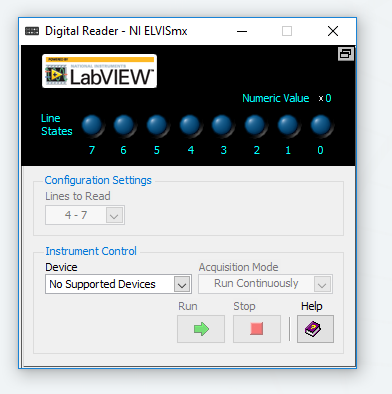 Digital Reader - NI ELVISmx
POWERED BY
NATIONAL INSTRUMENTS
LabVIEW™
Numeric Value x 0
Line
States
7 6 5 4 3 2 1 0
Configuration Settings
Lines to Read
4 - 7
Instrument Control
Device Acquisition Mode
No Supported Devices Run Continuously
Run Stop Help